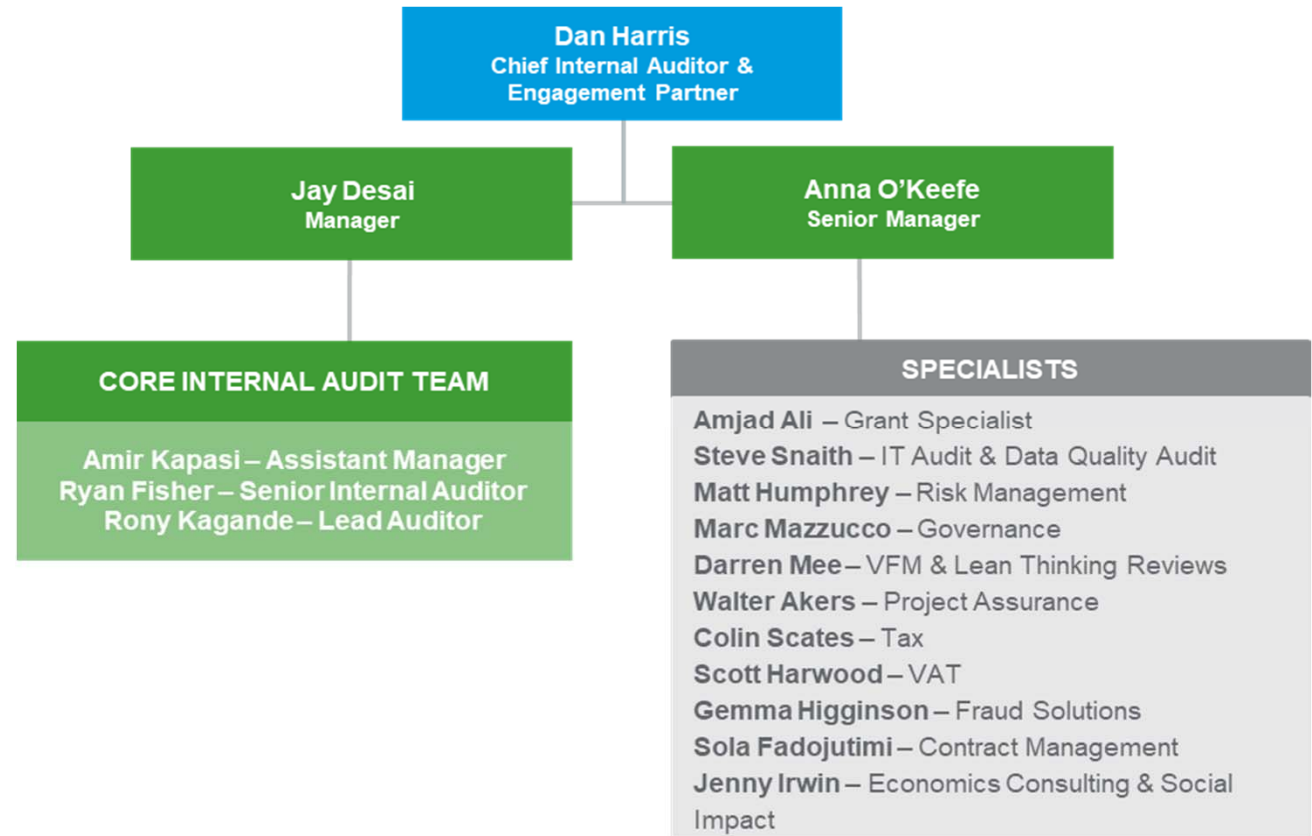 Dan Harris
Chief Internal Auditor &
Engagement Partner
Jay Desai
Manager
Anna O’Keefe
Senior Manager
CORE INTERNAL AUDIT TEAM
Amir Kapasi – Assistant Manager
Ryan Fisher – Senior Internal Auditor
Rony Kagande – Lead Auditor
SPECIALISTS
Amjad Ali – Grant Specialist
Steve Snaith – IT Audit & Data Quality Audit
Matt Humphrey – Risk Management
Marc Mazzucco – Governance
Darren Mee – VFM & Lean Thinking Reviews
Walter Akers – Project Assurance
Colin Scates – Tax
Scott Harwood – VAT
Gemma Higginson – Fraud Solutions
Sola Fadojutimi – Contract Management
Jenny Irwin – Economics Consulting & Social
Impact